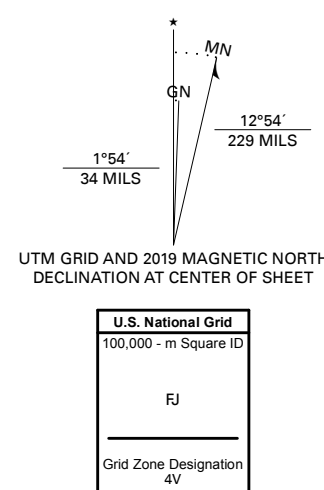 ★
MN
GN
12°54´
229 MILS
1°54´
34 MILS
UTM GRID AND 2019 MAGNETIC NORTH
DECLINATION AT CENTER OF SHEET
U.S. National Grid
100,000 - m Square ID
FJ
Grid Zone Designation
4V